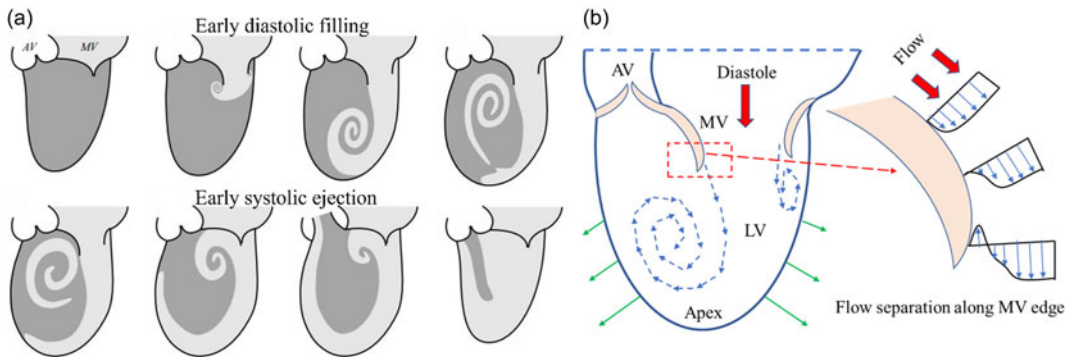 (a)
Early diastolic filling
AV
MV
Early systolic ejection
(b)
AV
Diastole
MV
LV
Apex
Flow
Flow separation along MV edge